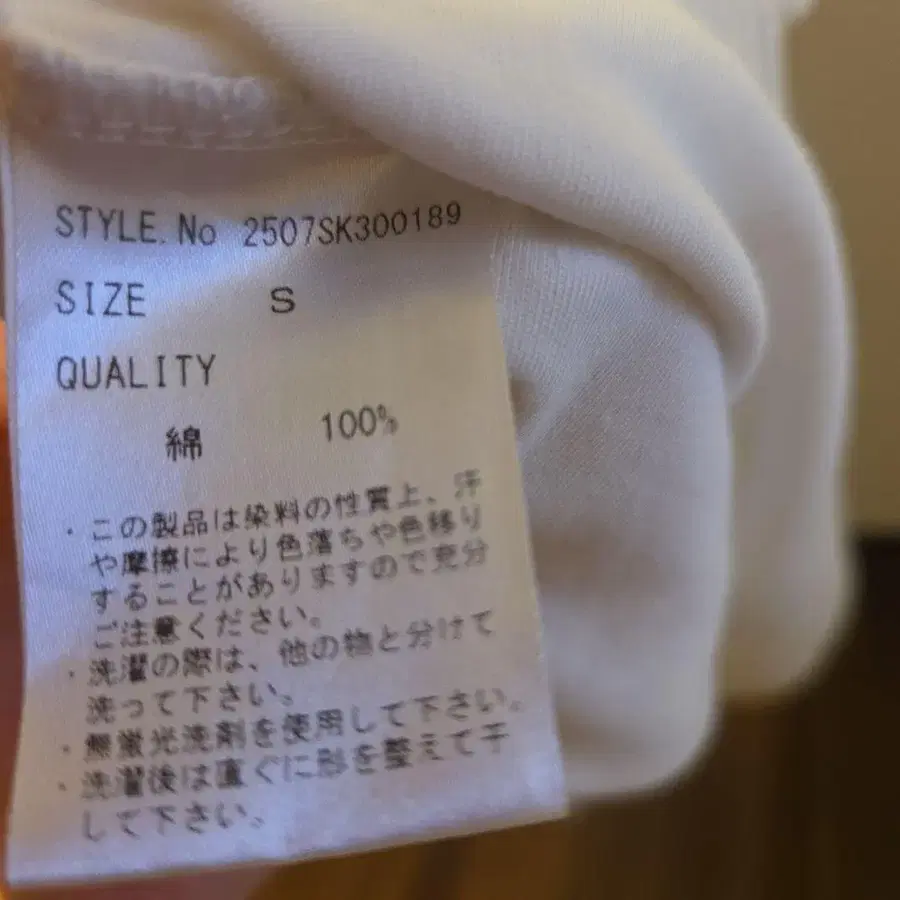 STYLE.No 2507SK300189
SIZE S
QUALITY
綿 100%
・この製品は染料の性質上、汗
や摩擦により色落ちや色移り
することがありますので充分
ご注意ください。
・洗濯の際は、他の物と分けて
洗って下さい。
・無蛍光洗剤を使用して下さい。
・洗濯後は直ぐに形を整えて干
して下さい。